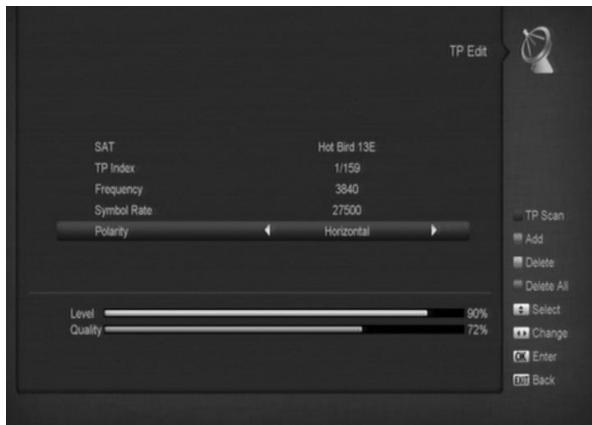 TP Edit
SAT Hot Bird 13E
TP Index 1/159
Frequency 3840
Symbol Rate 27500
Polarity Horizontal
TP Scan
Add
Delete
Delete All
Level 90%
Quality 72%
Select
Change
OK Enter
EXIT Back